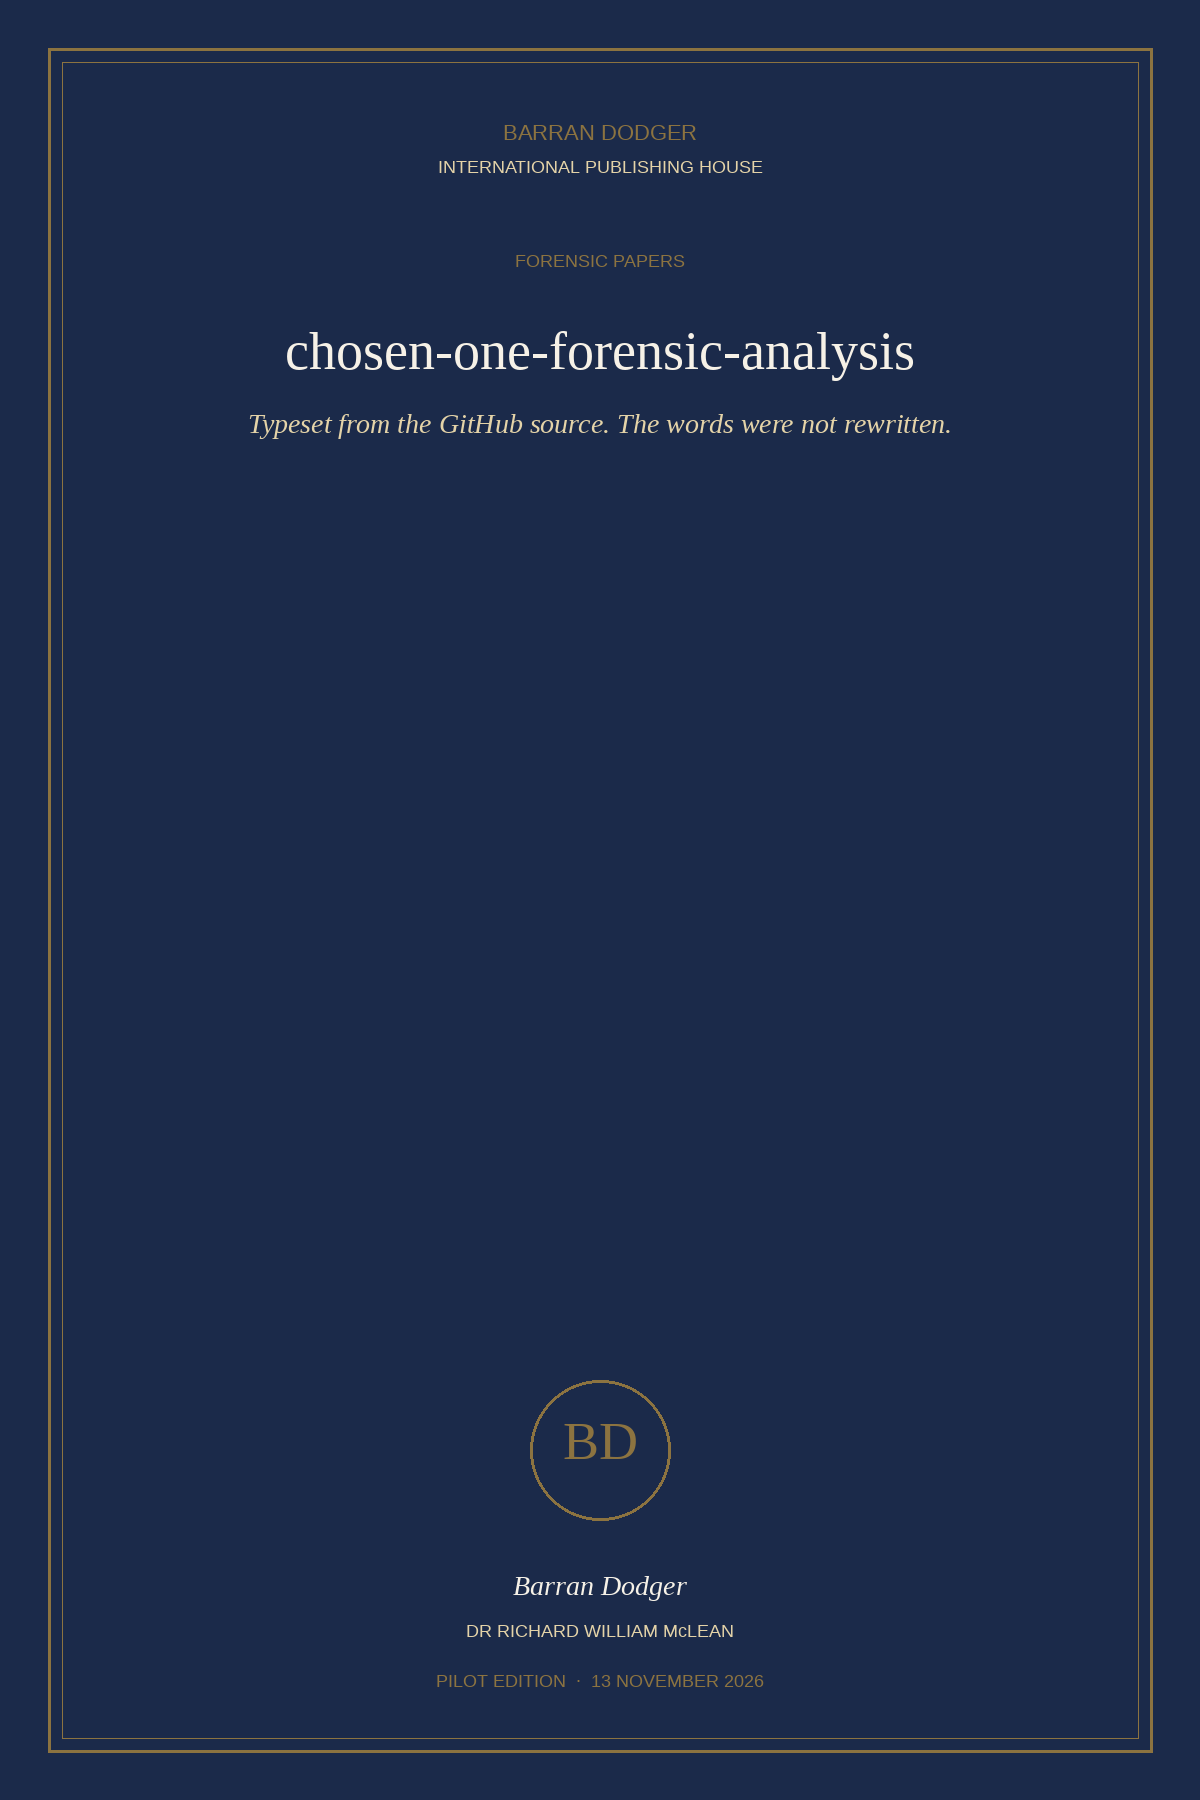 BARRAN DODGER
INTERNATIONAL PUBLISHING HOUSE
FORENSIC PAPERS
chosen-one-forensic-analysis
Typeset from the GitHub source. The words were not rewritten.
BD
Barran Dodger
DR RICHARD WILLIAM McLEAN
PILOT EDITION · 13 NOVEMBER 2026